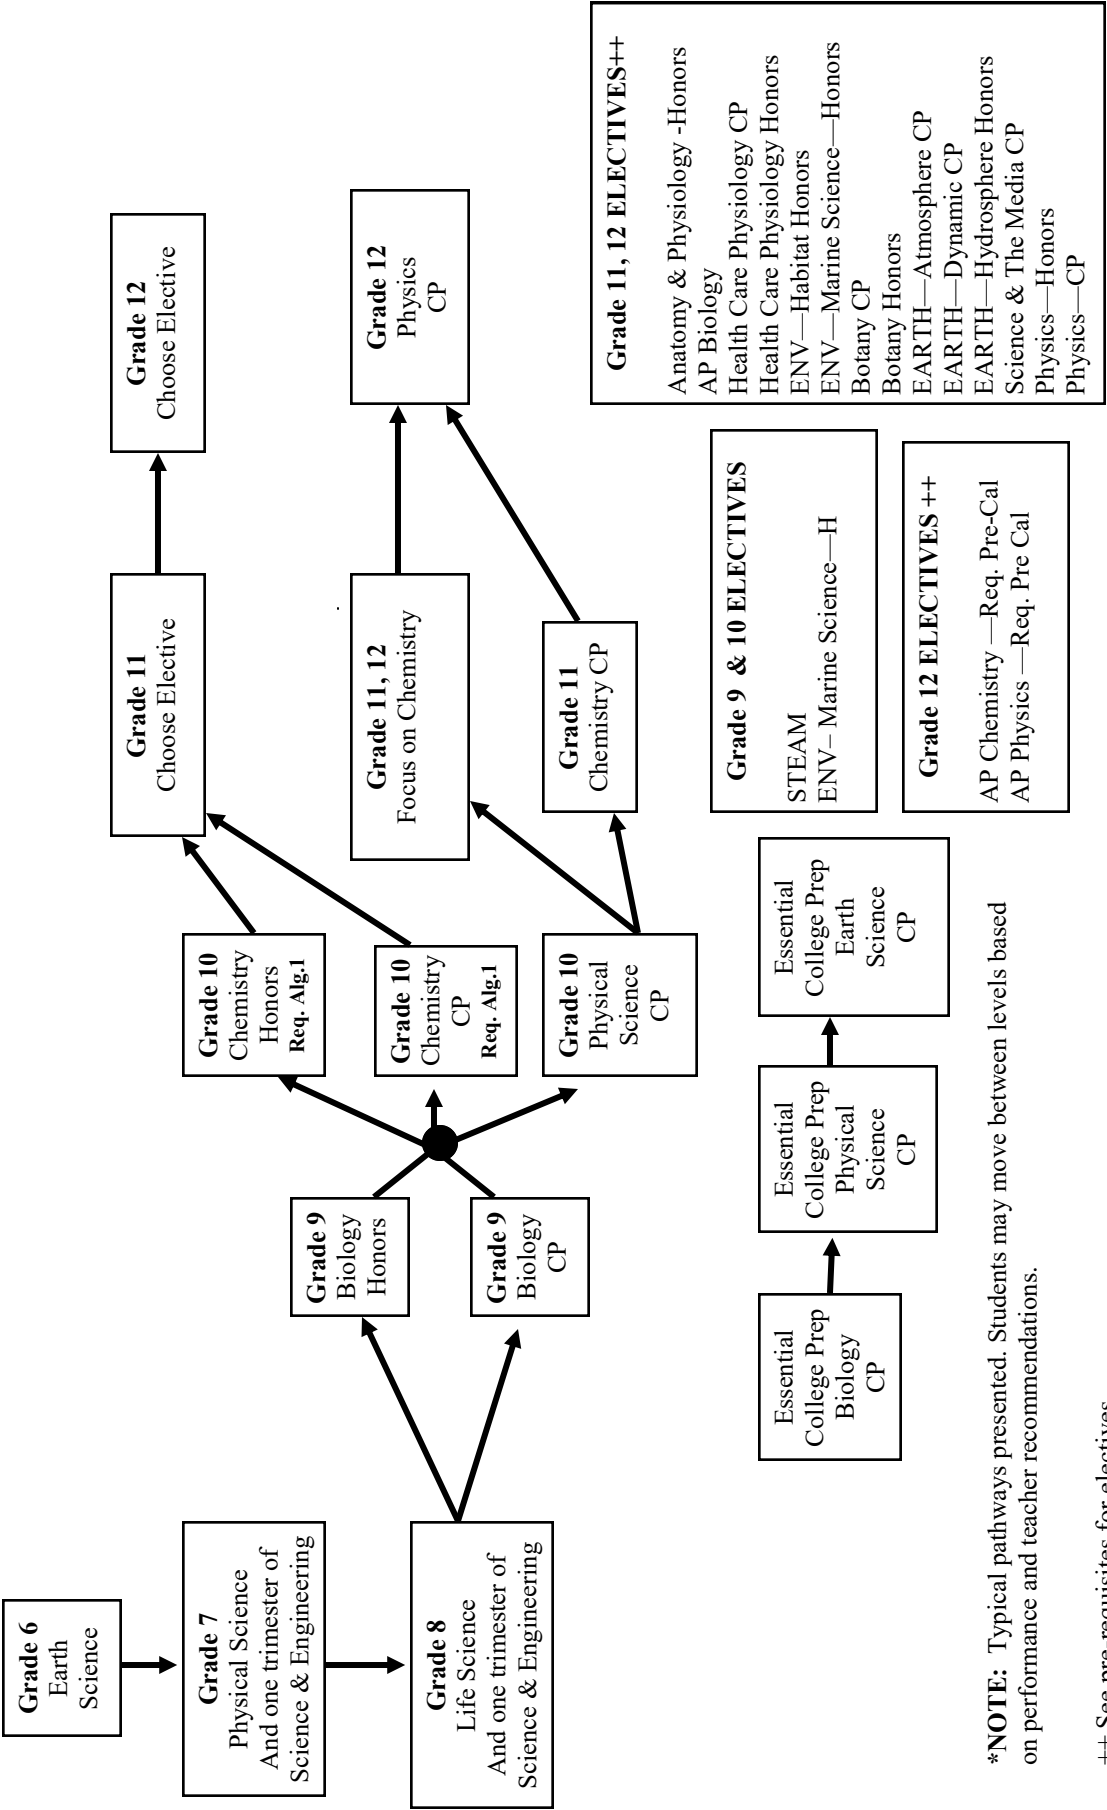 Grade 6
Earth
Science
Grade 7
Physical Science
And one trimester of
Science & Engineering
Grade 8
Life Science
And one trimester of
Science & Engineering
Grade 9
Biology
Honors
Grade 9
Biology
CP
Grade 10
Chemistry
Honors
Req. Alg.1
Grade 10
Chemistry
CP
Req. Alg.1
Grade 10
Physical
Science
CP
Grade 11
Choose Elective
Grade 11, 12
Focus on Chemistry
Grade 11
Chemistry CP
Grade 12
Choose Elective
Grade 12
Physics
CP
Essential
College Prep
Biology
CP
Essential
College Prep
Physical
Science
CP
Essential
College Prep
Earth
Science
CP
Grade 9  & 10 ELECTIVES
STEAM
ENV– Marine Science—H
Grade 12 ELECTIVES ++
AP Chemistry —Req. Pre-Cal
AP Physics —Req. Pre Cal
Grade 11, 12 ELECTIVES++
Anatomy & Physiology -Honors
AP Biology
Health Care Physiology CP
Health Care Physiology Honors
ENV—Habitat Honors
ENV—Marine Science—Honors
Botany CP
Botany Honors
EARTH—Atmosphere CP
EARTH—Dynamic CP
EARTH—Hydrosphere Honors
Science & The Media CP
Physics—Honors
Physics—CP
*NOTE:  Typical pathways presented. Students may move between levels based
on performance and teacher recommendations.
++ See pre-requisites for electives